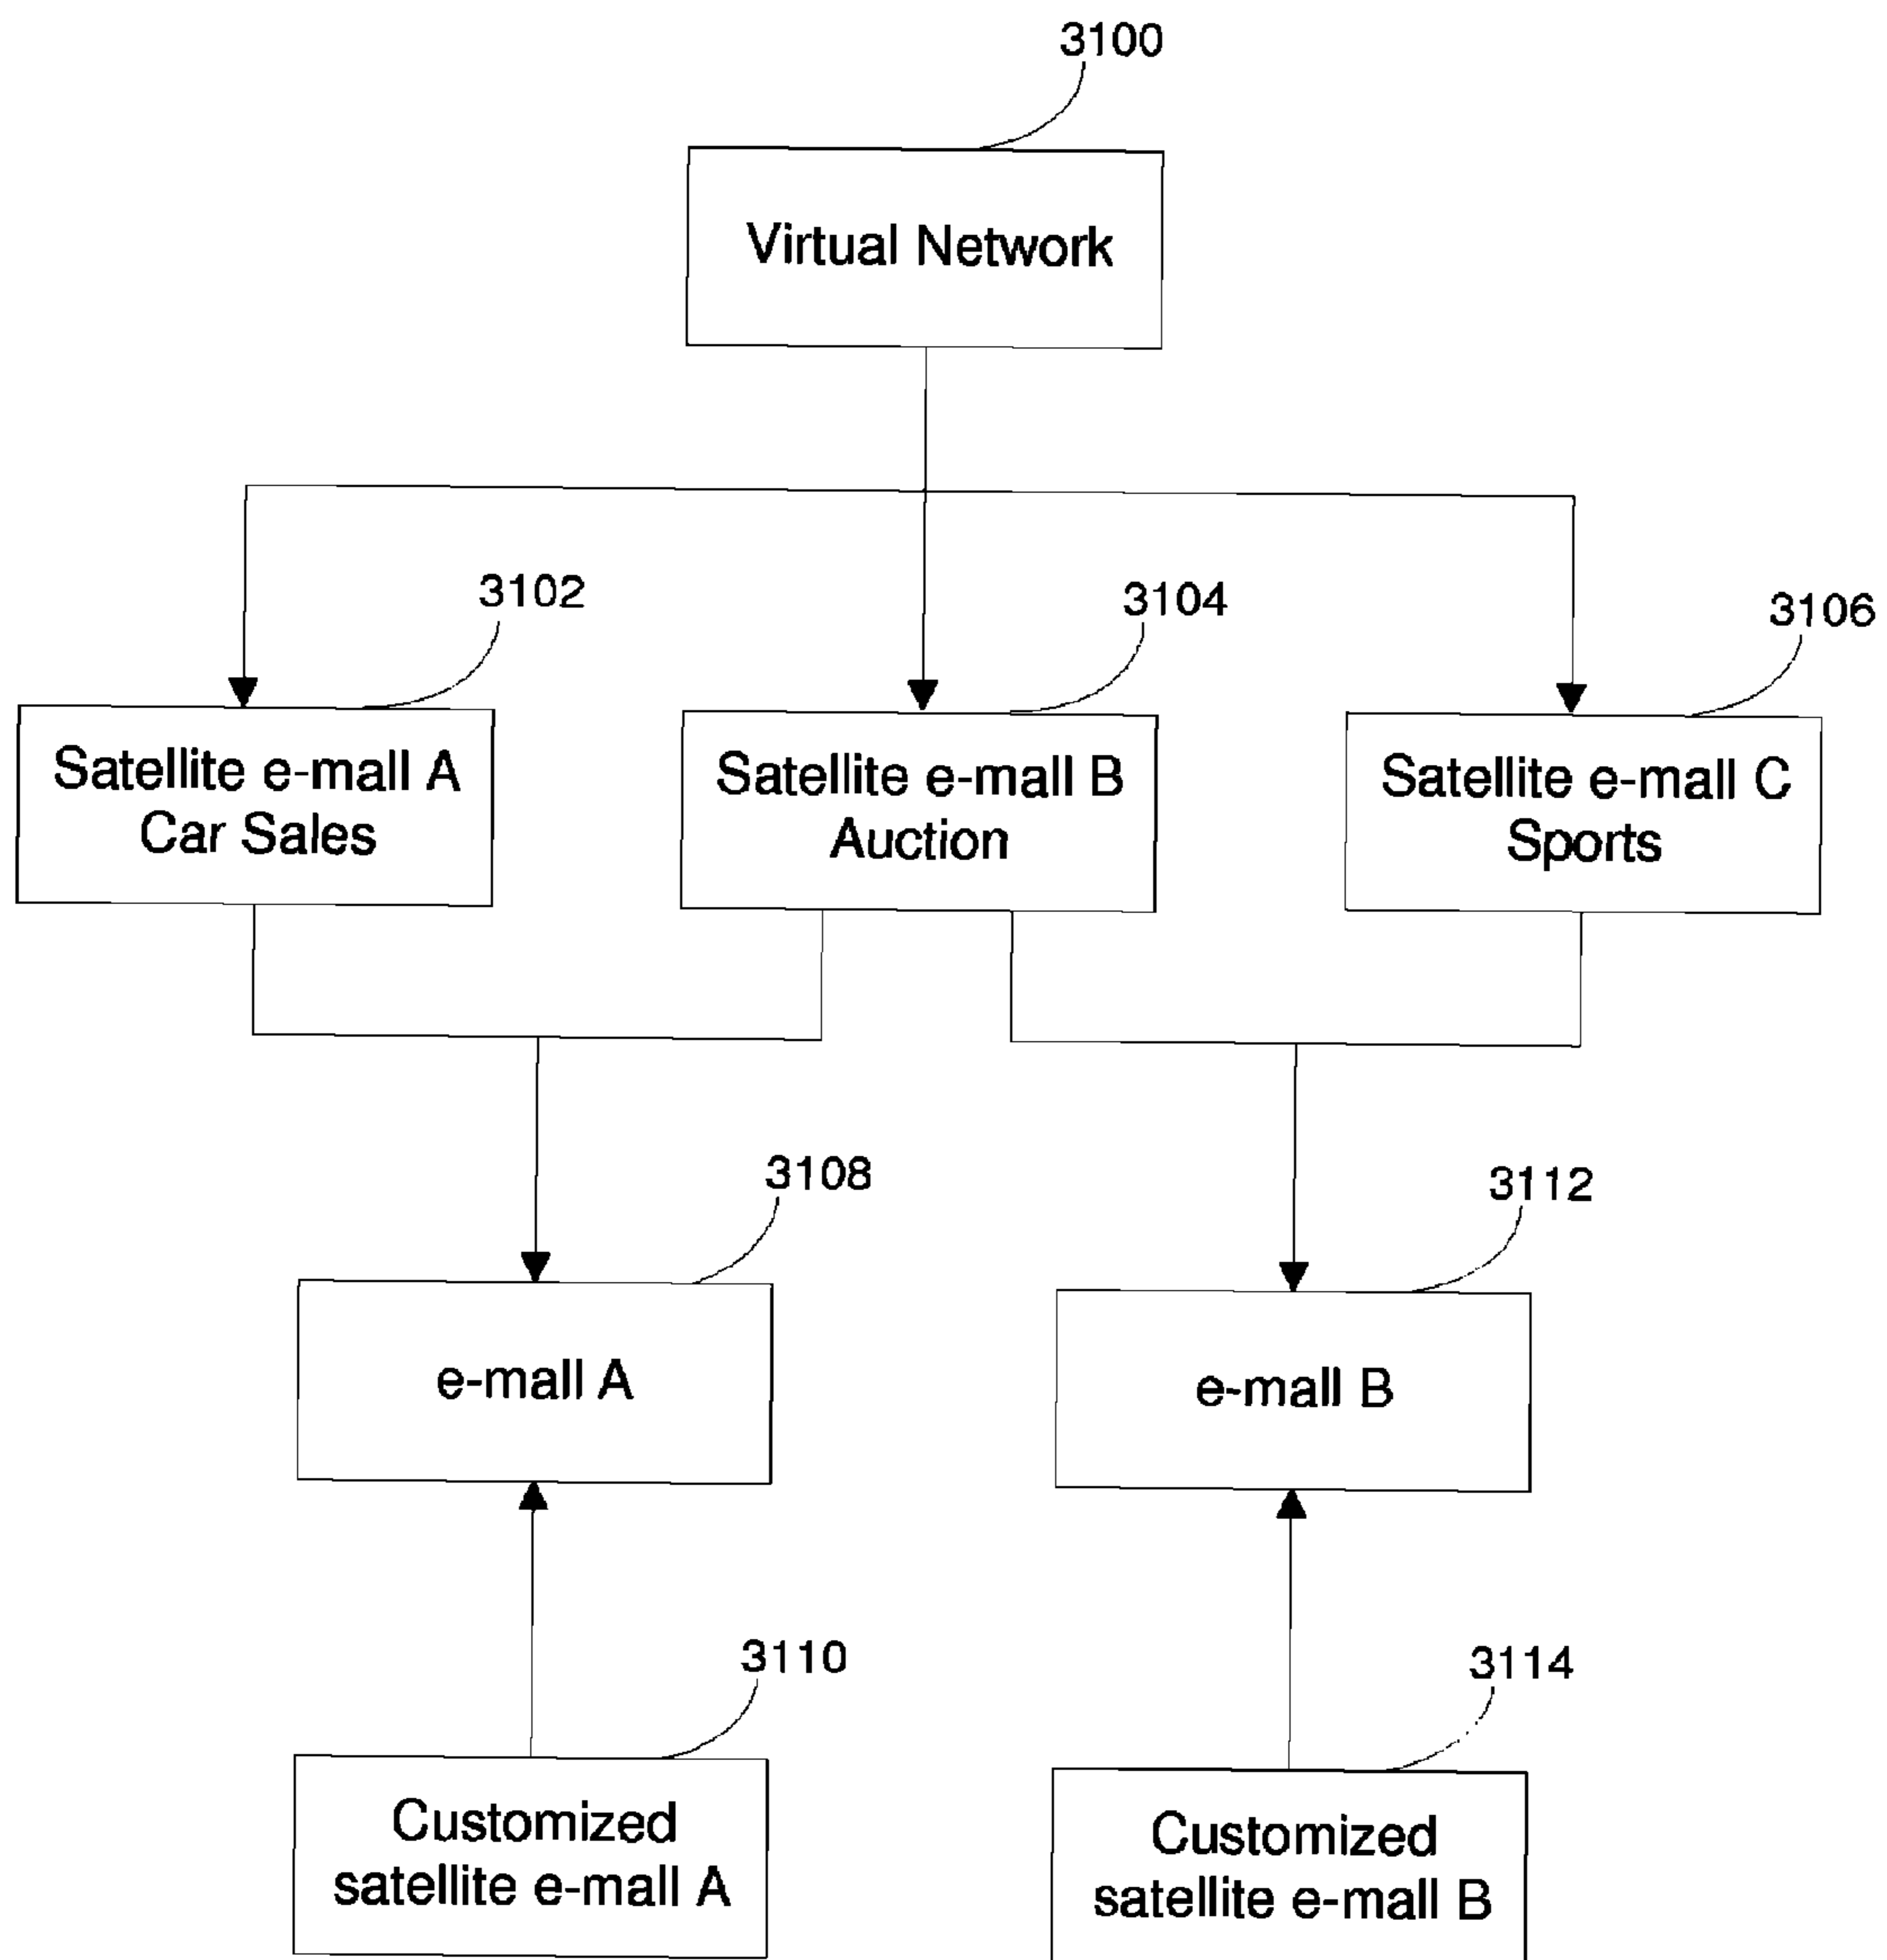 3100
Virtual Network
3102
3104
3106
Satellite e-mall A
Car Sales
Satellite e-mall B
Auction
Satellite e-mall C
Sports
3108
3112
e-mall A
e-mall B
3110
3114
Customized
satellite e-mall A
Customized
satellite e-mall B